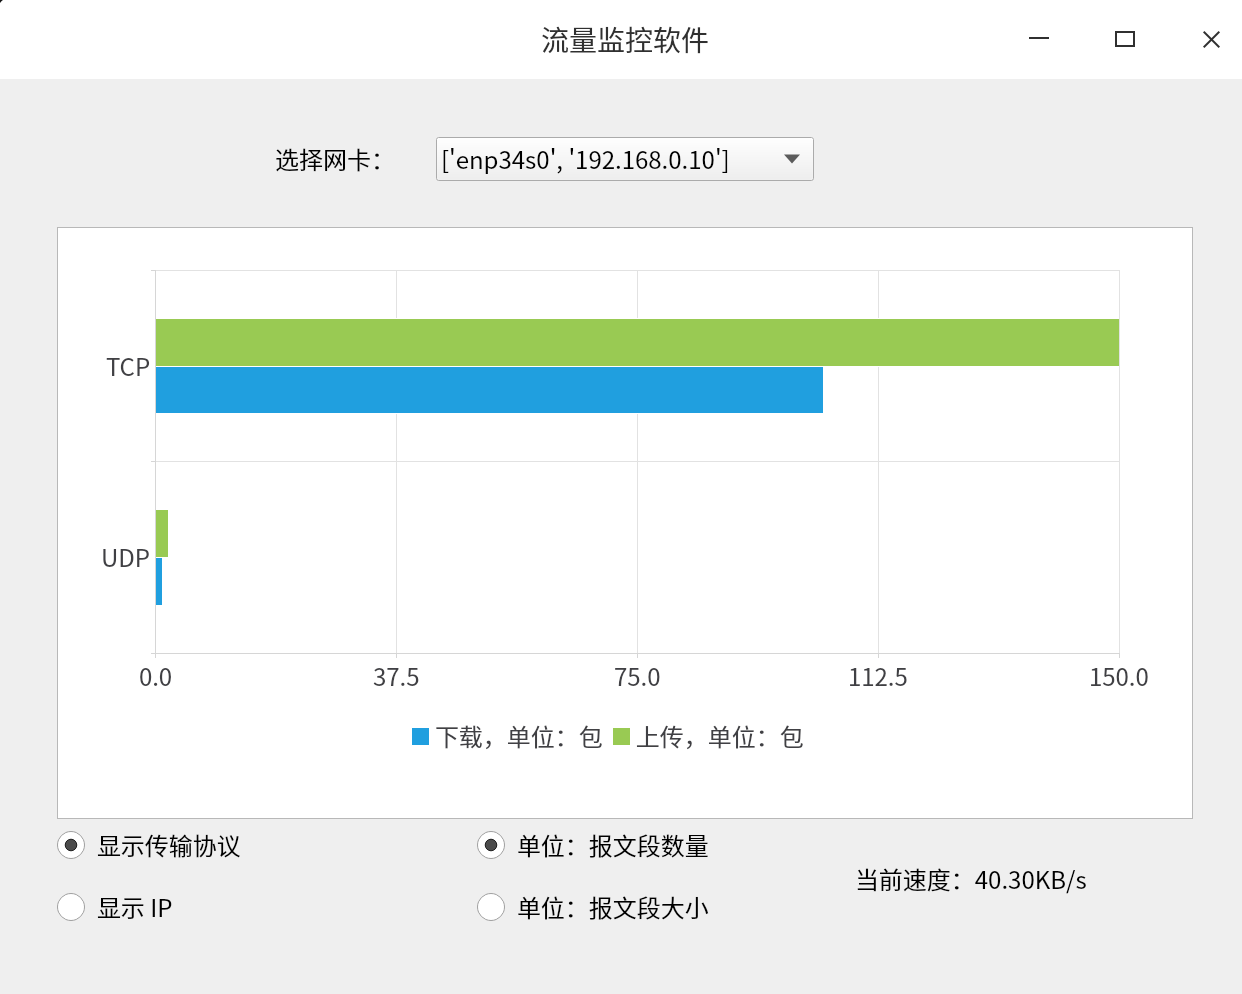 流量监控软件
选择网卡：
['enp34s0', '192.168.0.10']
TCP
UDP
0.0 37.5 75.0 112.5 150.0
下载，单位：包 上传，单位：包
显示传输协议 单位：报文段数量
当前速度：40.30KB/s
显示 IP 单位：报文段大小